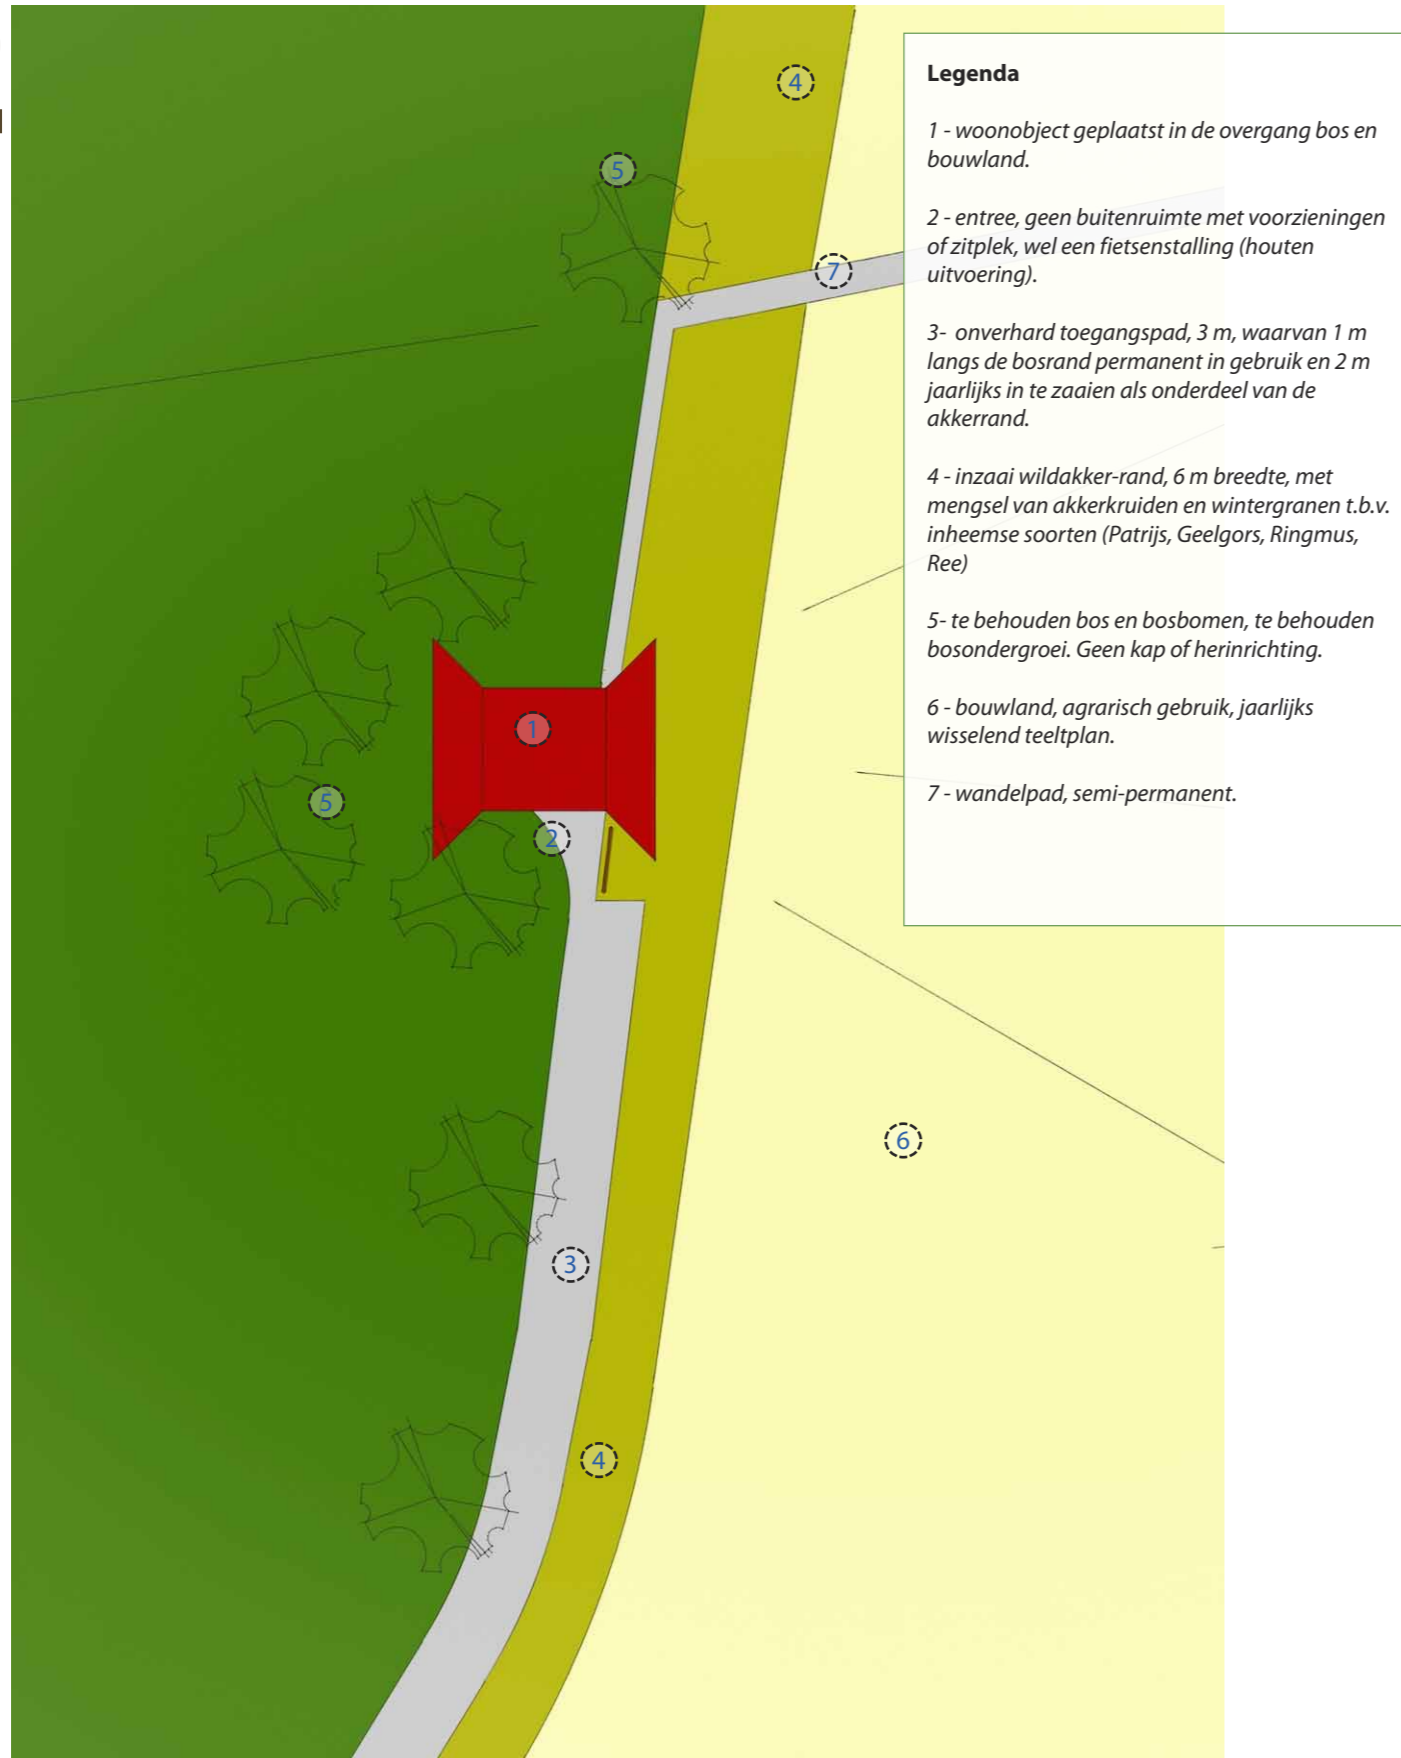 4
5
7
1
5
2
6
3
4
Legenda
1 - woonobject geplaatst in de overgang bos en
bouwland.
2 - entree, geen buitenruimte met voorzieningen
of zitplek, wel een fietsenstalling (houten
uitvoering).
3-  onverhard toegangspad, 3 m, waarvan 1 m
langs de bosrand permanent in gebruik en 2 m
jaarlijks in te zaaien als onderdeel van de
akkerrand.
4 - inzaai wildakker-rand, 6 m breedte, met
mengsel van akkerkruiden en wintergranen t.b.v.
inheemse soorten (Patrijs, Geelgors, Ringmus,
Ree)
5- te behouden bos en bosbomen, te behouden
bosondergroei. Geen kap of herinrichting.
6 - bouwland, agrarisch gebruik, jaarlijks
wisselend teeltplan.
7 - wandelpad, semi-permanent.